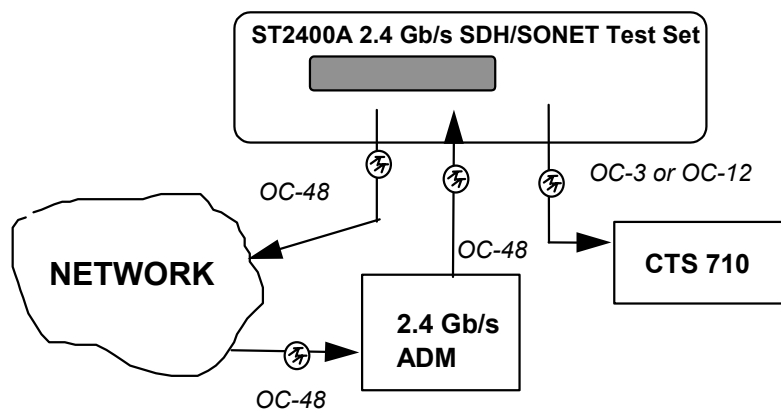 ST2400A 2.4 Gb/s SDH/SONET Test Set
OC-48
OC-3 or OC-12
NETWORK
OC-48
CTS 710
2.4 Gb/s
ADM
OC-48